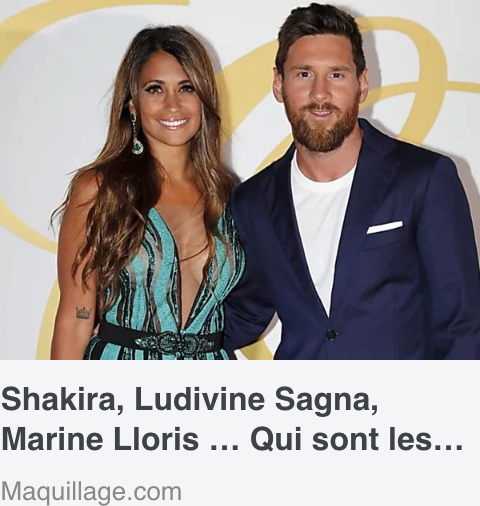 Shakira, Ludivine Sagna,
Marine Lloris … Qui sont les…
Maquillage.com